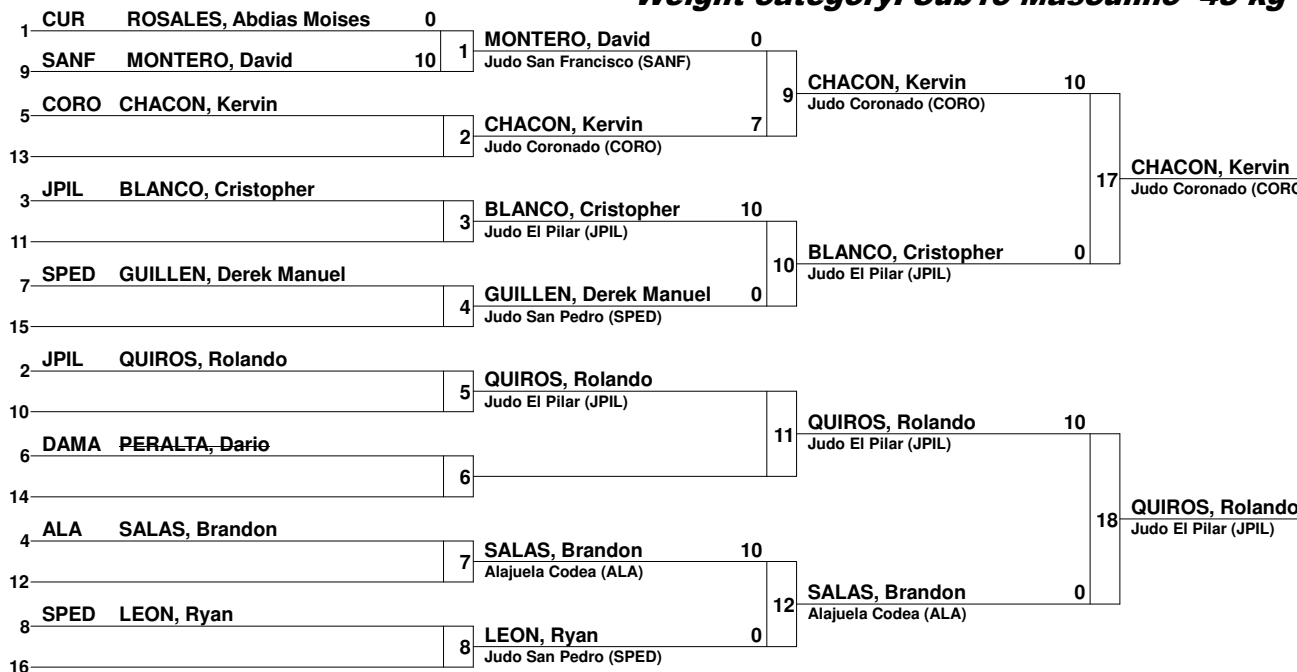 Weight Category: Masculino kg
1 CUR ROSALES, Abdias Moises 0
9 SANF MONTERO, David 10
5 CORO CHACON, Kervin
13
3 JPIL BLANCO, Cristopher
11
7 SPED GUILLEN, Derek Manuel
15
2 JPIL QUIROS, Rolando
10
6 DAMA PERALTA, Dario
14
4 ALA SALAS, Brandon
12
8 SPED LEON, Ryan
16
1 MONTERO, David 0
Judo San Francisco (SANF)
2 CHACON, Kervin 7
Judo Coronado (CORO)
3 BLANCO, Cristopher 10
Judo El Pilar (JPIL)
4 GUILLEN, Derek Manuel 0
Judo San Pedro (SPED)
5 QUIROS, Rolando
Judo El Pilar (JPIL)
6
7 SALAS, Brandon 10
Alajuela Codea (ALA)
8 LEON, Ryan 0
Judo San Pedro (SPED)
9 CHACON, Kervin 10
Judo Coronado (CORO)
10 BLANCO, Cristopher 0
Judo El Pilar (JPIL)
11 QUIROS, Rolando 10
Judo El Pilar (JPIL)
12 SALAS, Brandon 0
Alajuela Codea (ALA)
17 CHACON, Kervin
Judo Coronado (CORO
18 QUIROS, Rolando
Judo El Pilar (JPIL)